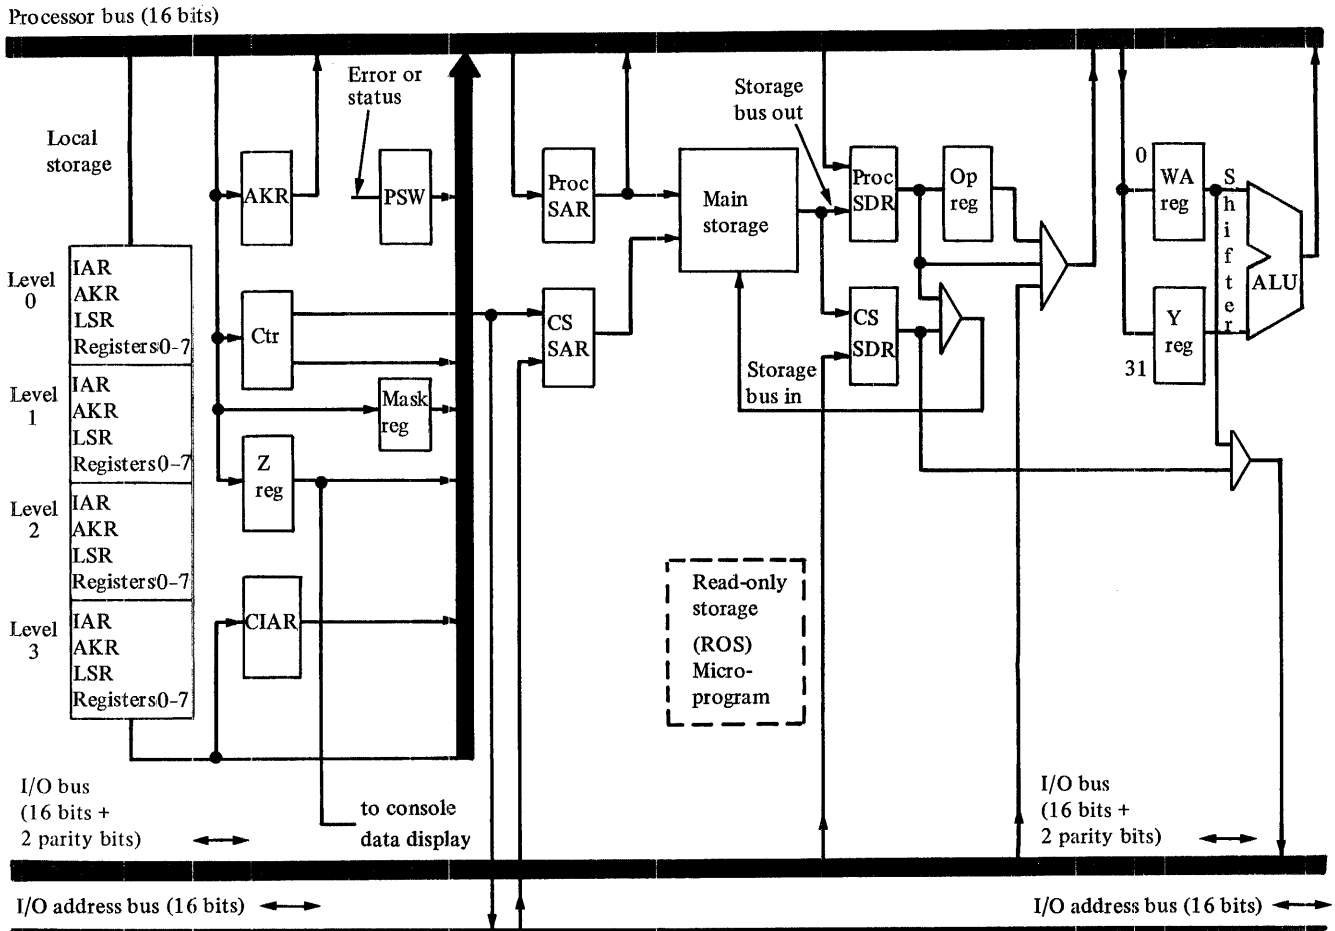 Processor bus (16 bits)
Error or
status
Storage
bus out
Local
storage
AKR
PSW
Proc
SAR
Main
storage
Proc
SDR
Op
reg
0
WA
reg
Shifter
ALU
Level
0
IAR
AKR
LSR
Registers0-7
Ctr
CS
SAR
CS
SDR
Y
reg
31
Storage
bus in
Level
1
IAR
AKR
LSR
Registers0-7
Mask
reg
Z
reg
Level
2
IAR
AKR
LSR
Registers0-7
Level
3
IAR
AKR
LSR
Registers0-7
CIAR
Read-only
storage
(ROS)
Micro-
program
I/O bus
(16 bits +
2 parity bits)
to console
data display
I/O bus
(16 bits +
2 parity bits)
I/O address bus (16 bits)
I/O address bus (16 bits)